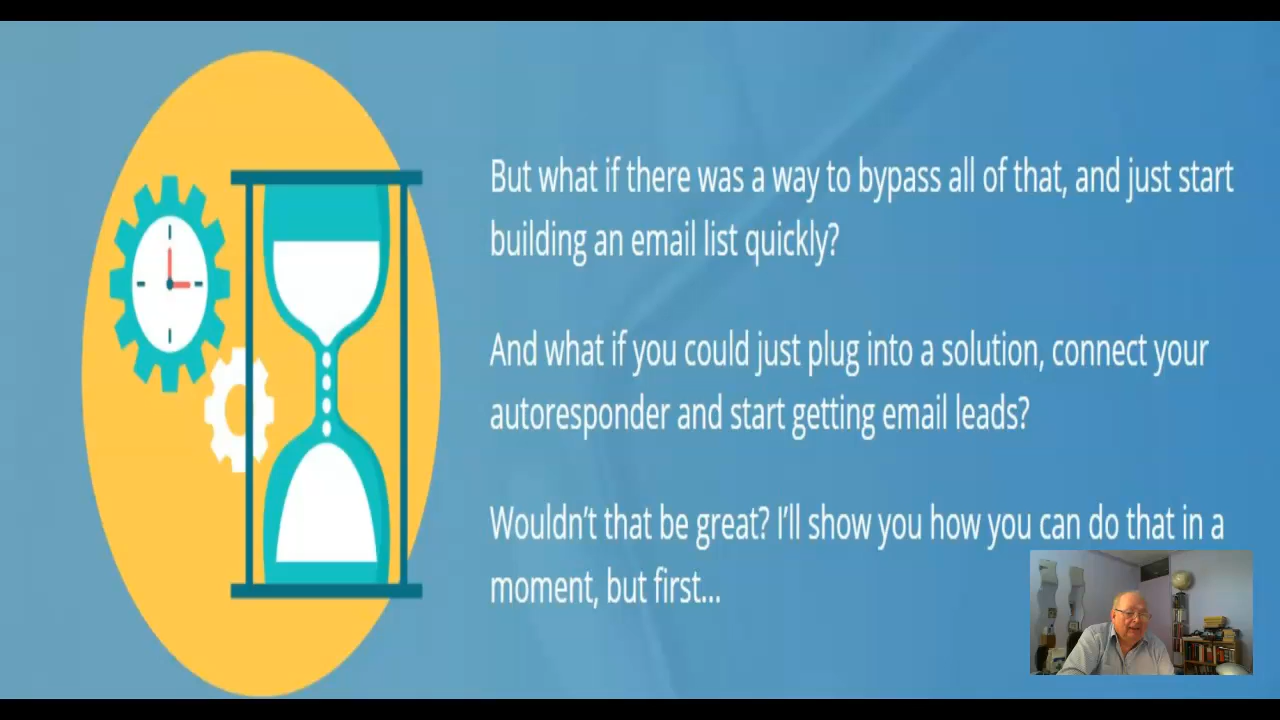 But what if there was a way to bypass all of that, and just start
building an email list quickly?
And what if you could just plug into a solution, connect your
autoresponder and start getting email leads?
Wouldn’t that be great? I’ll show you how you can do that in a
moment, but first...